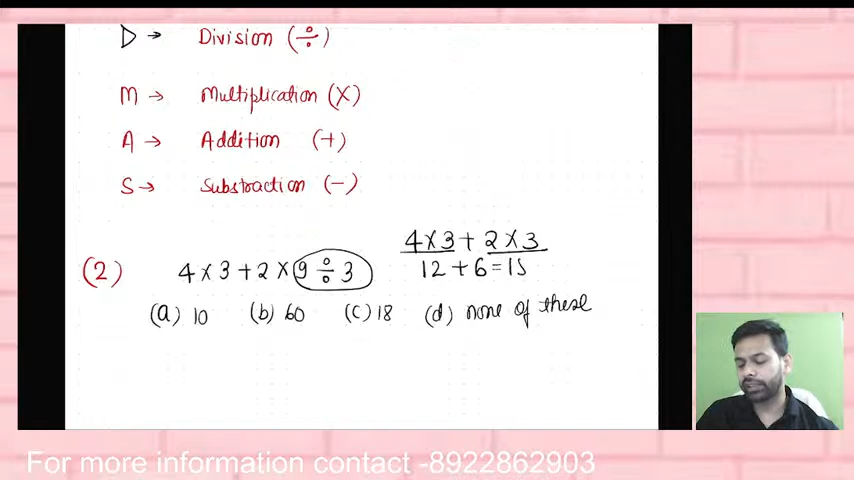 D → Division (÷)
M → Multiplication (×)
A → Addition (+)
S → Substraction (-)
4×3 + 2×3
(2) 4×3+2×9÷3
12+6=15
(a) 10 (b) 60 (c) 18 (d) none of these
For more information contact -8922862903